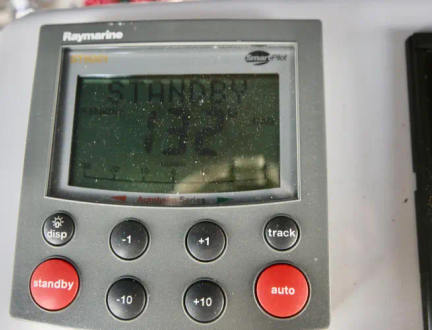 Raymarine
SmartPilot
STANDBY
132
disp
-1
+1
track
standby
-10
+10
auto